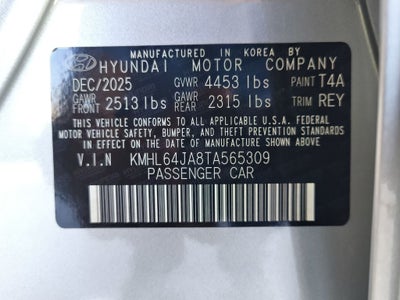 MANUFACTURED IN KOREA BY
HYUNDAI MOTOR COMPANY
DEC/2025 GVWR 4453 lbs PAINT T4A
GAWR FRONT 2513 lbs GAWR REAR 2315 lbs TRIM REY
THIS VEHICLE CONFORMS TO ALL APPLICABLE U.S.A. FEDERAL
MOTOR VEHICLE SAFETY, BUMPER, AND THEFT PREVENTION
STANDARDS IN EFFECT ON THE DATE OF MANUFACTURE SHOWN ABOVE.
V.I.N KMHL64JA8TA565309
PASSENGER CAR